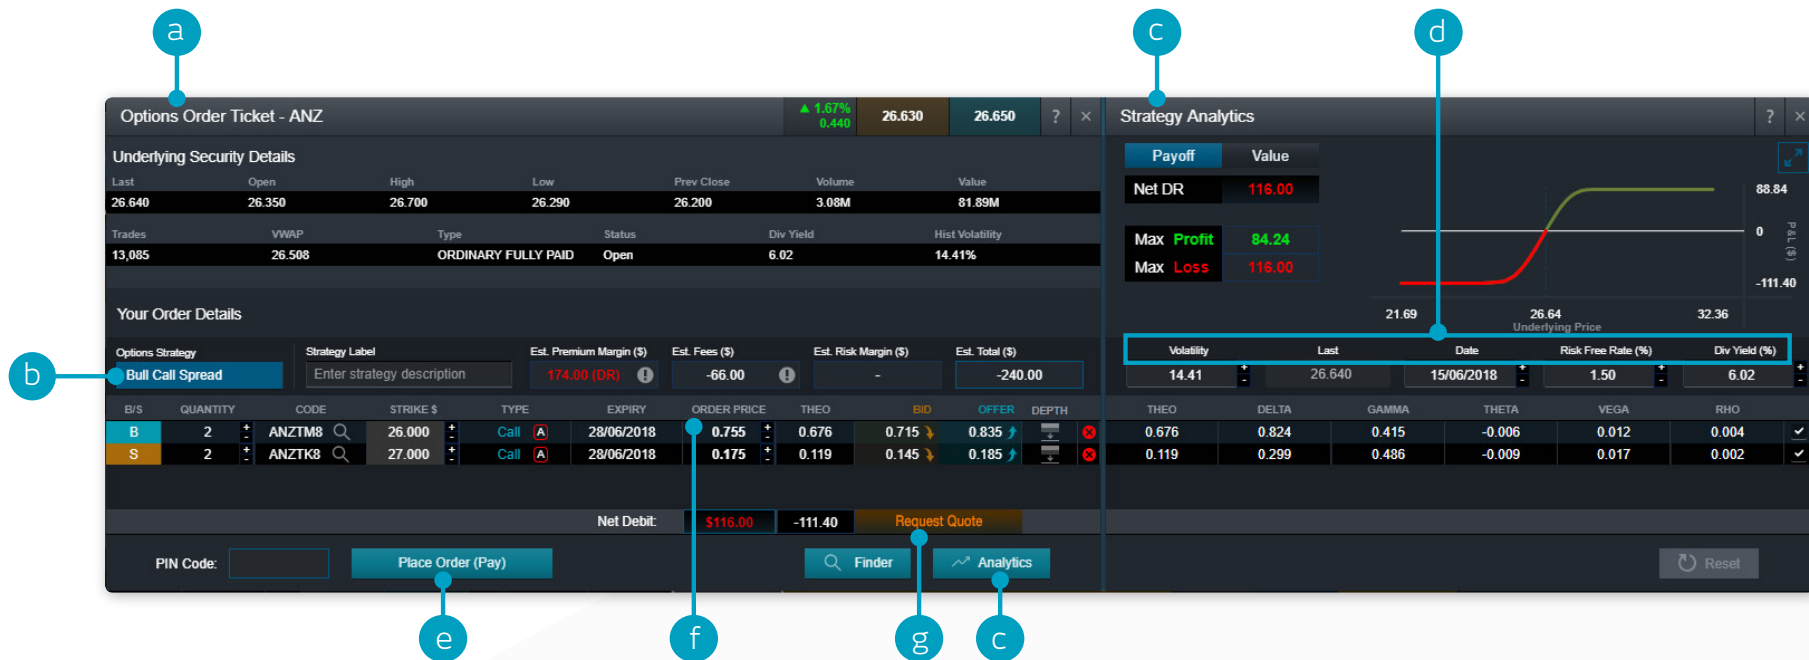 a
c
d
Options Order Ticket - ANZ
▲ 1.67%
0.440
26.630
26.650
?
×
Underlying Security Details
Last Open High Low Prev Close Volume Value
26.640 26.350 26.700 26.290 26.200 3.08M 81.89M
Trades VWAP Type Status Div Yield Hist Volatility
13,085 26.508 ORDINARY FULLY PAID Open 6.02 14.41%
Your Order Details
b
Options Strategy Strategy Label Est. Premium Margin ($) Est. Fees ($) Est. Risk Margin ($) Est. Total ($)
Bull Call Spread Enter strategy description 174.00 (DR) -66.00 - -240.00
B/S QUANTITY CODE STRIKE $ TYPE EXPIRY ORDER PRICE THEO BID OFFER DEPTH
B 2 ANZTM8 26.000 Call A 28/06/2018 0.755 0.676 0.715 0.835
S 2 ANZTK8 27.000 Call A 28/06/2018 0.175 0.119 0.145 0.185
Net Debit: $116.00 -111.40 Request Quote
PIN Code: Place Order (Pay) Finder Analytics
Strategy Analytics
?
×
Payoff Value
Net DR 116.00
Max Profit 84.24
Max Loss 116.00
88.84
0
-111.40
P&L ($)
21.69 26.64 32.36
Underlying Price
Volatility Last Date Risk Free Rate (%) Div Yield (%)
14.41 26.640 15/06/2018 1.50 6.02
THEO DELTA GAMMA THETA VEGA RHO
0.676 0.824 0.415 -0.006 0.012 0.004
0.119 0.299 0.486 -0.009 0.017 0.002
Reset
e
f
g
c